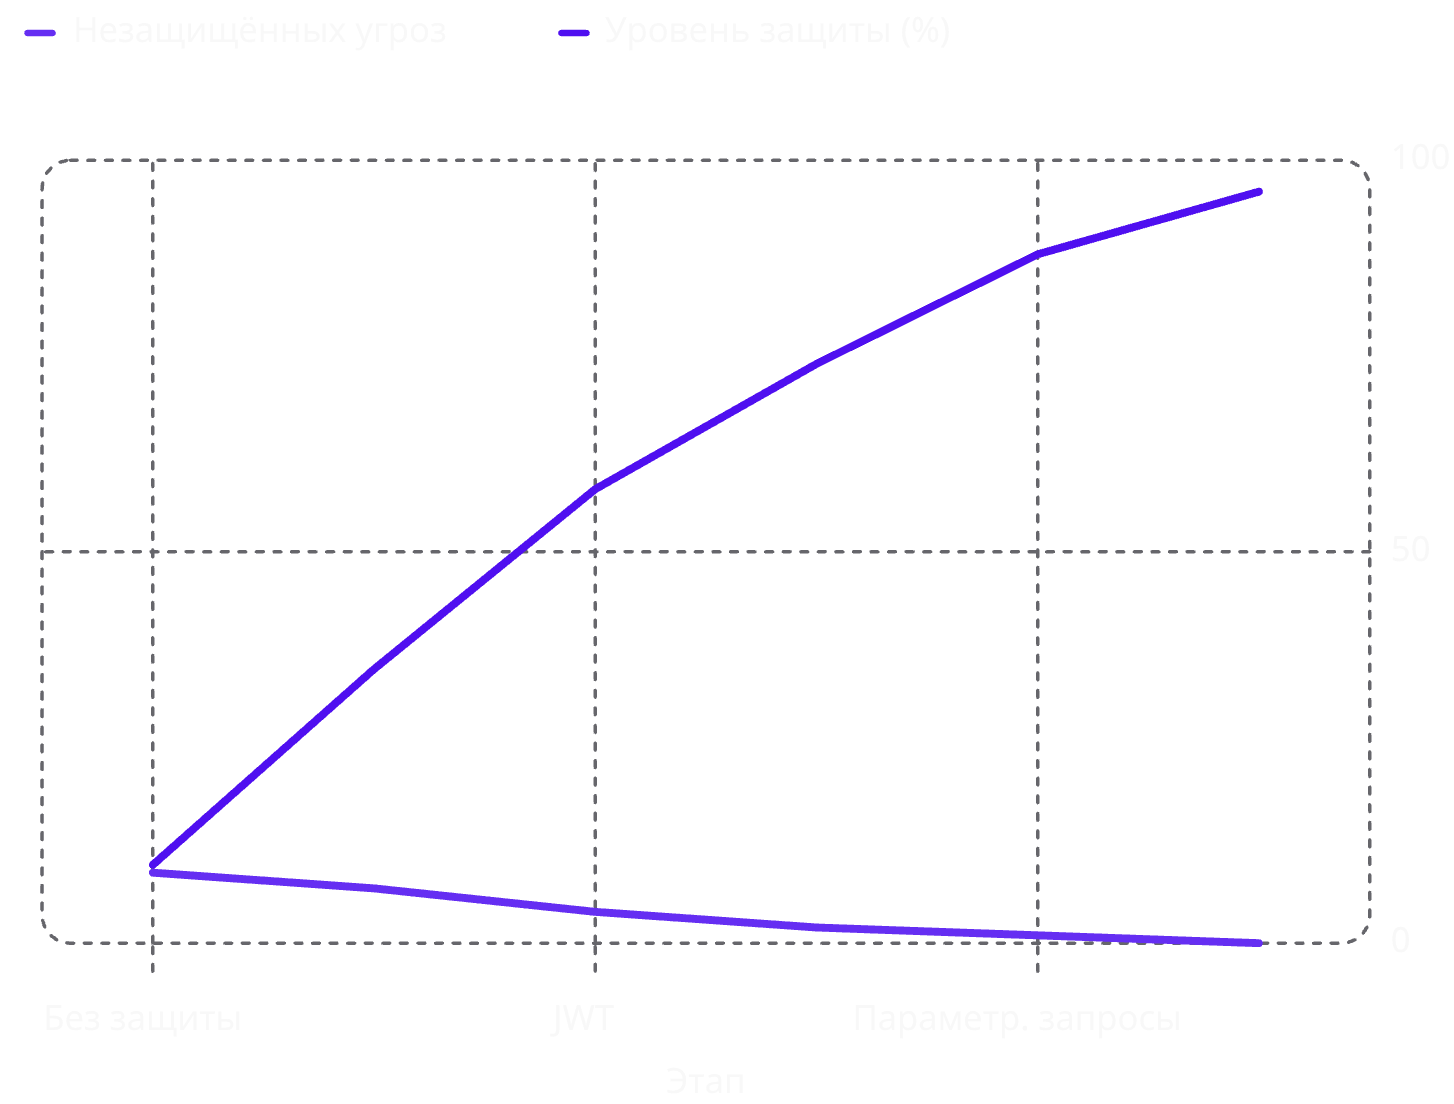 Незащищённых угроз
Уровень защиты (%)
100
50
0
Без защиты
JWT
Параметр. запросы
Этап